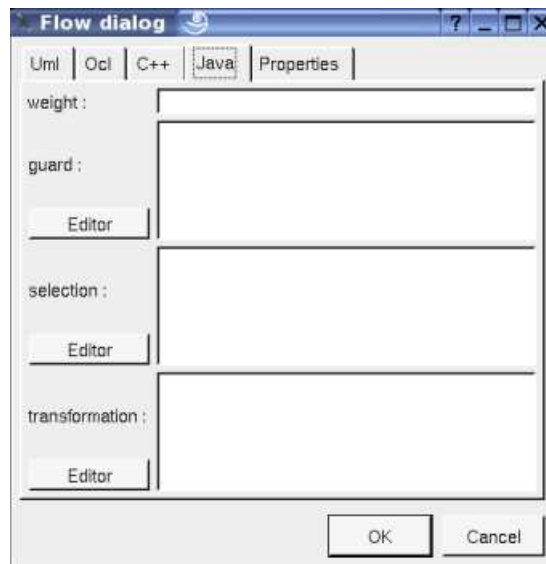 Flow dialog
Uml Ocl C++ Java Properties
weight :
guard :
Editor
selection :
Editor
transformation :
Editor
OK Cancel